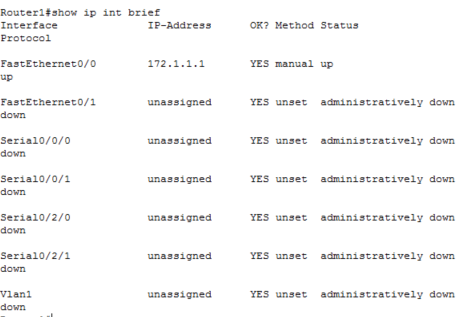 Router1#show ip int brief
Interface IP-Address OK? Method Status
Protocol
FastEthernet0/0 172.1.1.1 YES manual up
up
FastEthernet0/1 unassigned YES unset administratively down
down
Serial0/0/0 unassigned YES unset administratively down
down
Serial0/0/1 unassigned YES unset administratively down
down
Serial0/2/0 unassigned YES unset administratively down
down
Serial0/2/1 unassigned YES unset administratively down
down
Vlan1 unassigned YES unset administratively down
down